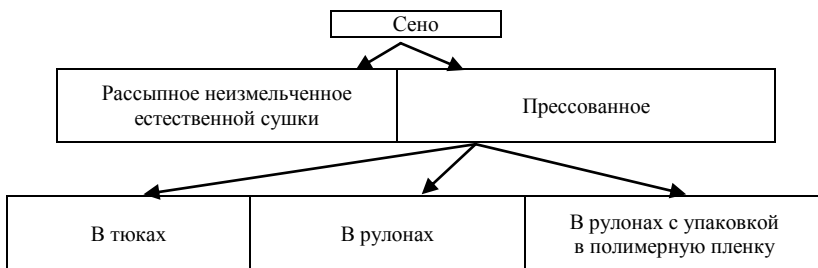 Сено
Рассыпное неизмельченное
естественной сушки
Прессованное
В тюках
В рулонах
В рулонах с упаковкой
в полимерную пленку